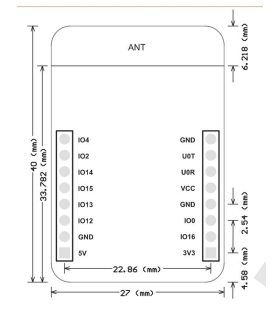 ANT
6.218 (mm)
40 (mm)
33.782 (mm)
IO4 GND
IO2 U0T
IO14 U0R
IO15 VCC
IO13 GND
IO12 IO0
GND IO16
5V 3V3
2.54 (mm)
22.86 (mm)
4.58 (mm)
27 (mm)